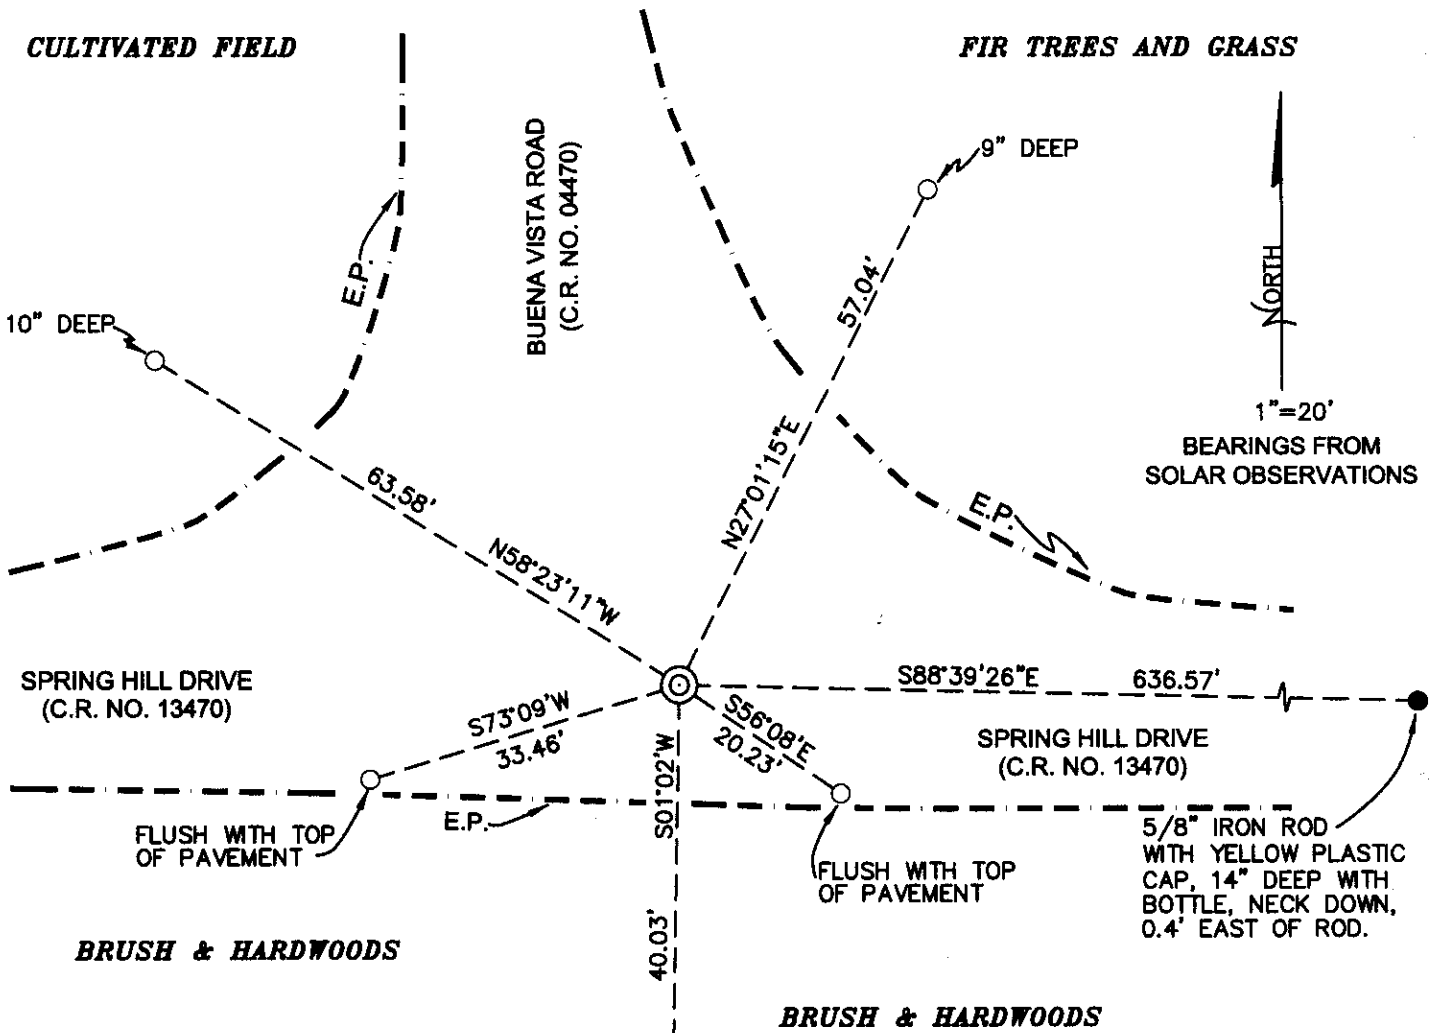 CULTIVATED FIELD
FIR TREES AND GRASS
BUENA VISTA ROAD
(C.R. NO. 04470)
9" DEEP
E.P.
10" DEEP
57.04'
N27°01'15"E
NORTH
1"=20'
BEARINGS FROM
SOLAR OBSERVATIONS
63.58'
N58°23'11"W
E.P.
SPRING HILL DRIVE
(C.R. NO. 13470)
S73°09'W
33.46'
S56°08'E
20.23'
S88°39'26"E 636.57'
SPRING HILL DRIVE
(C.R. NO. 13470)
S01°02'W
40.03'
E.P.
FLUSH WITH TOP
OF PAVEMENT
FLUSH WITH TOP
OF PAVEMENT
5/8" IRON ROD
WITH YELLOW PLASTIC
CAP, 14" DEEP WITH
BOTTLE, NECK DOWN,
0.4' EAST OF ROD.
BRUSH & HARDWOODS
BRUSH & HARDWOODS